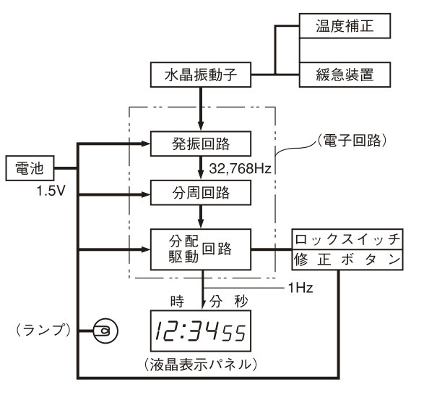 温度補正
水晶振動子
緩急装置
(電子回路)
発振回路
32,768Hz
電池
1.5V
分周回路
分配
駆動
回路
ロックスイッチ
修正ボタン
1Hz
時 分 秒
(ランプ)
12:34 55
(液晶表示パネル)